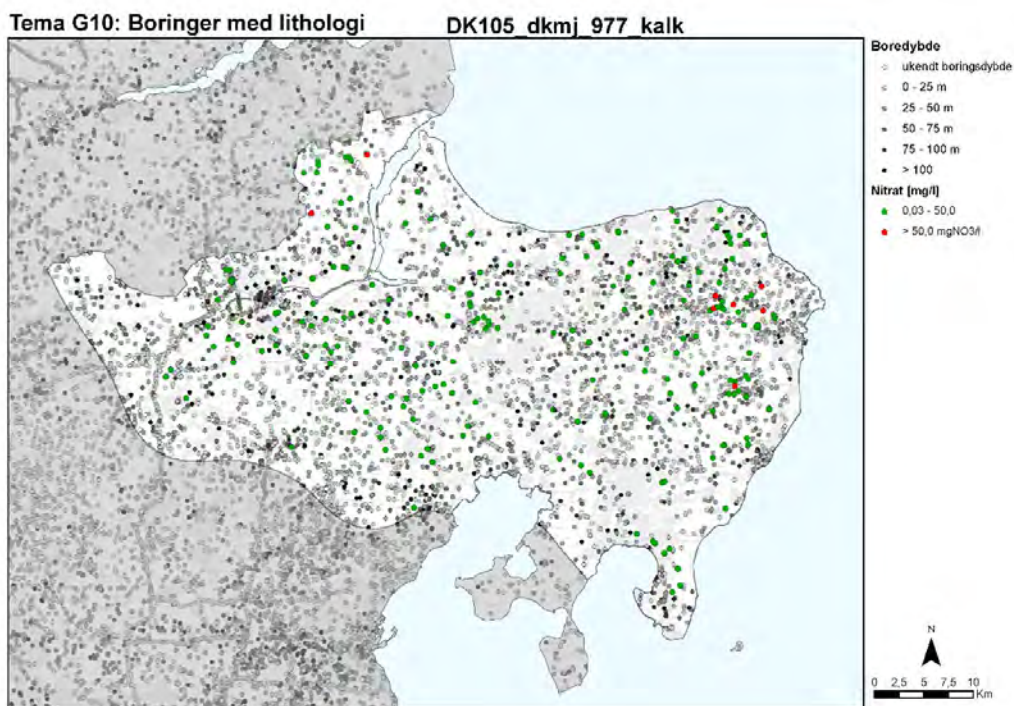 Tema G10: Boringer med lithologi DK105_dkmj_977_kalk
Boredybde
ukendt boringsdybde
0 - 25 m
25 - 50 m
50 - 75 m
75 - 100 m
> 100
Nitrat [mg/l]
0,03 - 50,0
> 50,0 mgNO3/l
N
0 2,5 5 7,5 10
Km